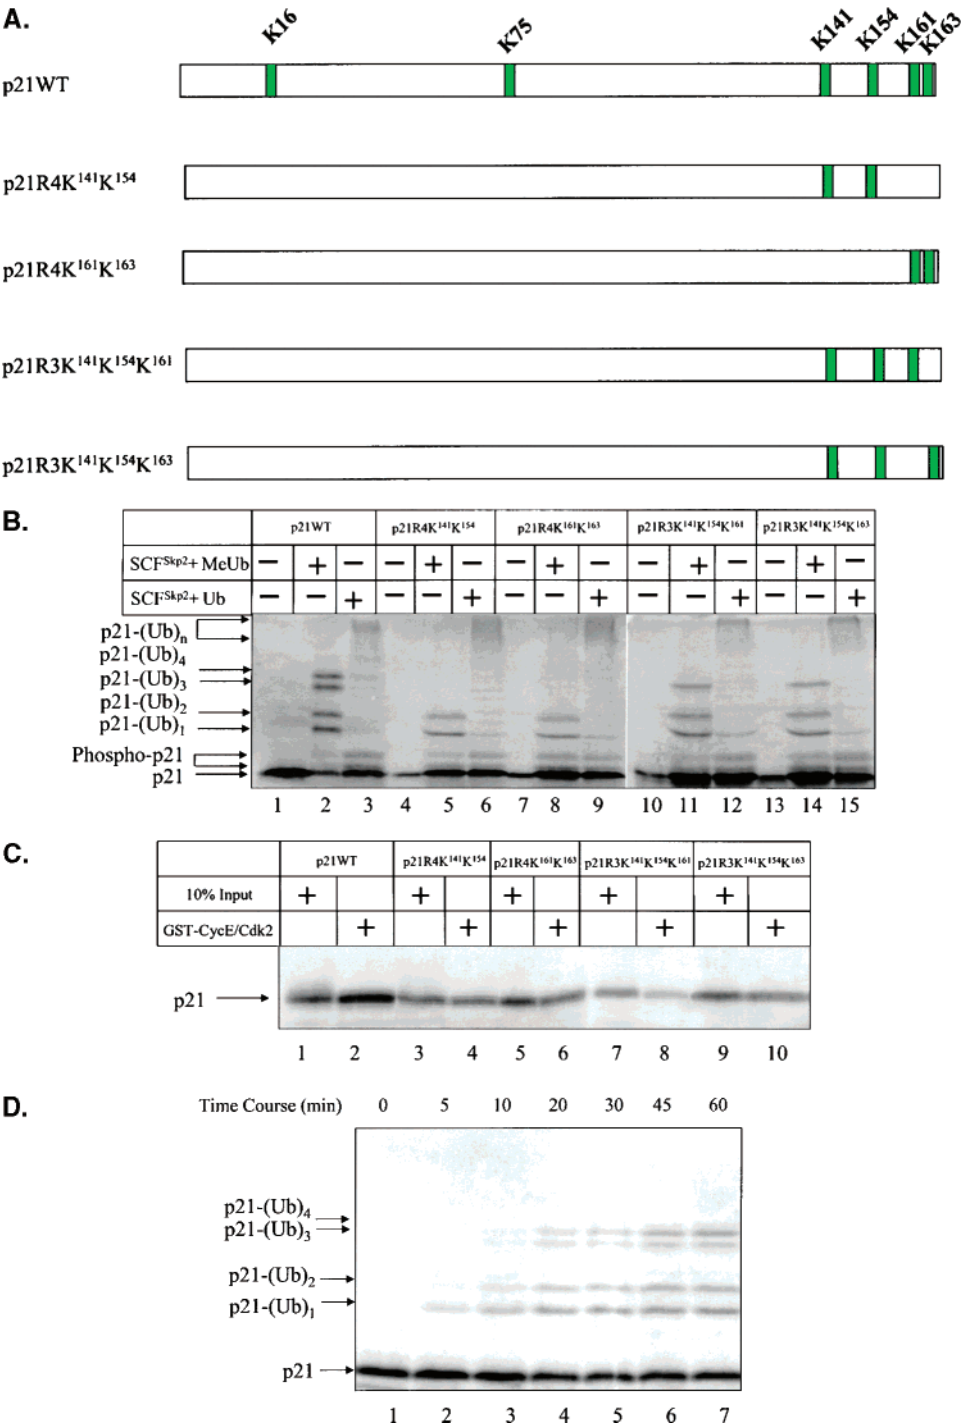 A.
K16 K75 K141 K154 K161 K163
p21WT
p21R4K¹⁴¹K¹⁵⁴
p21R4K¹⁶¹K¹⁶³
p21R3K¹⁴¹K¹⁵⁴K¹⁶¹
p21R3K¹⁴¹K¹⁵⁴K¹⁶³
B.
p21WT p21R4K¹⁴¹K¹⁵⁴ p21R4K¹⁶¹K¹⁶³ p21R3K¹⁴¹K¹⁵⁴K¹⁶¹ p21R3K¹⁴¹K¹⁵⁴K¹⁶³
SCFˢᵏᵖ²+ MeUb − + − − + − − + − − + − − + −
SCFˢᵏᵖ²+ Ub − − + − − + − − + − − + − − +
p21-(Ub)ₙ
p21-(Ub)₄
p21-(Ub)₃
p21-(Ub)₂
p21-(Ub)₁
Phospho-p21
p21
1 2 3 4 5 6 7 8 9 10 11 12 13 14 15
C.
p21WT p21R4K¹⁴¹K¹⁵⁴ p21R4K¹⁶¹K¹⁶³ p21R3K¹⁴¹K¹⁵⁴K¹⁶¹ p21R3K¹⁴¹K¹⁵⁴K¹⁶³
10% Input + + + + +
GST-CycE/Cdk2 + + + + +
p21
1 2 3 4 5 6 7 8 9 10
D.
Time Course (min) 0 5 10 20 30 45 60
p21-(Ub)₄
p21-(Ub)₃
p21-(Ub)₂
p21-(Ub)₁
p21
1 2 3 4 5 6 7